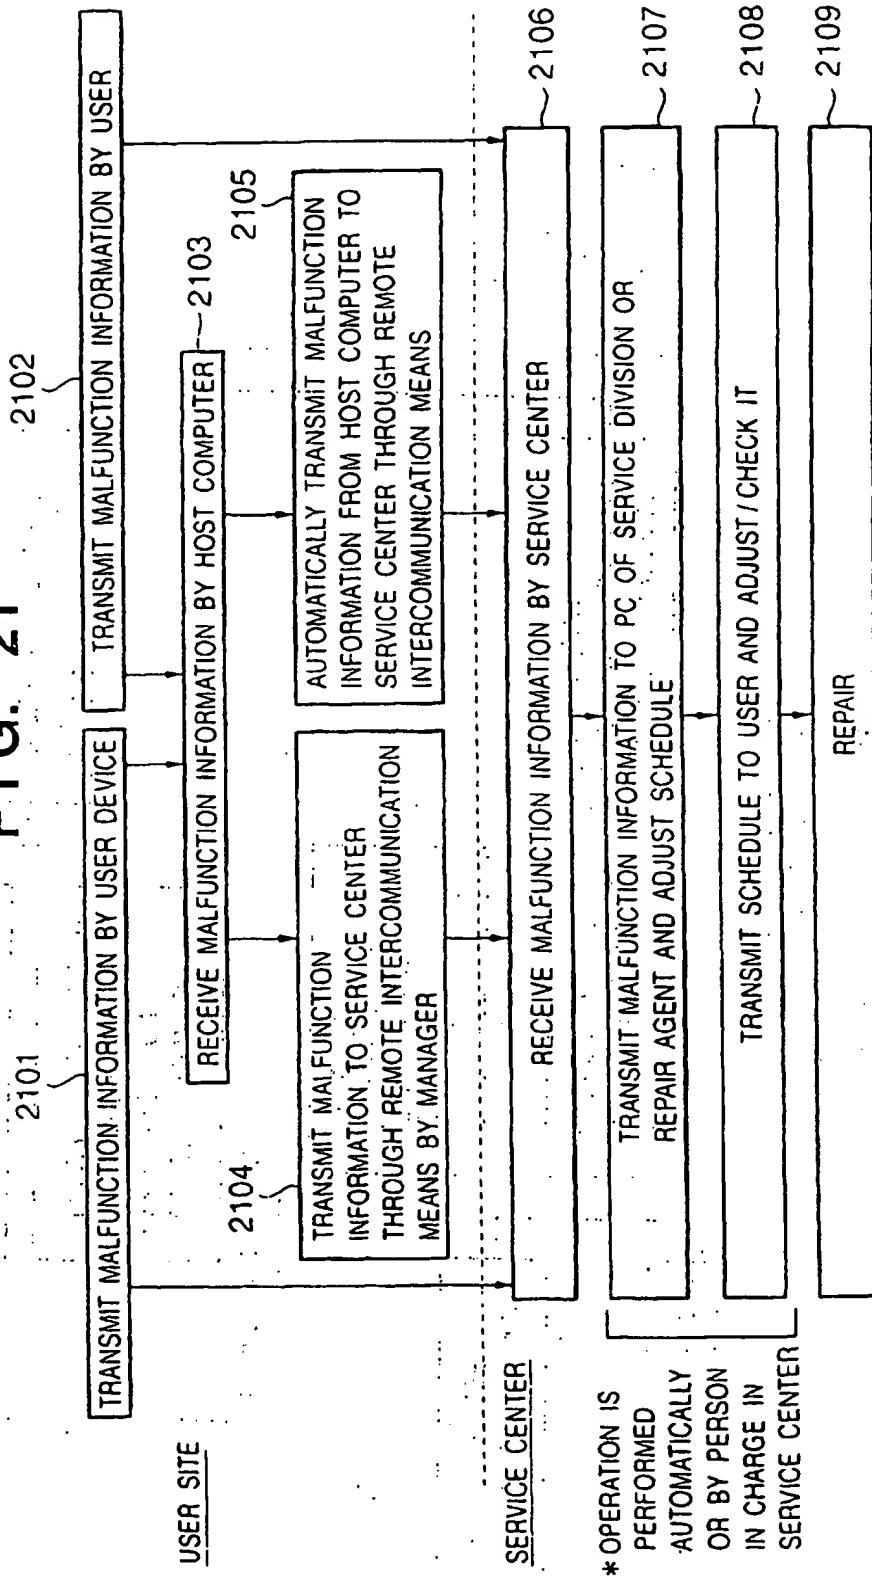 FIG. 21
2101
2102
TRANSMIT MALFUNCTION INFORMATION BY USER DEVICE
TRANSMIT MALFUNCTION INFORMATION BY USER
USER SITE
RECEIVE MALFUNCTION INFORMATION BY HOST COMPUTER
2103
2104
TRANSMIT MALFUNCTION
INFORMATION TO SERVICE CENTER
THROUGH REMOTE INTERCOMMUNICATION
MEANS BY MANAGER
2105
AUTOMATICALLY TRANSMIT MALFUNCTION
INFORMATION FROM HOST COMPUTER TO
SERVICE CENTER THROUGH REMOTE
INTERCOMMUNICATION MEANS
SERVICE CENTER
RECEIVE MALFUNCTION INFORMATION BY SERVICE CENTER
2106
* OPERATION IS
PERFORMED
AUTOMATICALLY
OR BY PERSON
IN CHARGE IN
SERVICE CENTER
TRANSMIT MALFUNCTION INFORMATION TO PC OF SERVICE DIVISION OR
REPAIR AGENT AND ADJUST SCHEDULE
2107
TRANSMIT SCHEDULE TO USER AND ADJUST/CHECK IT
2108
REPAIR
2109